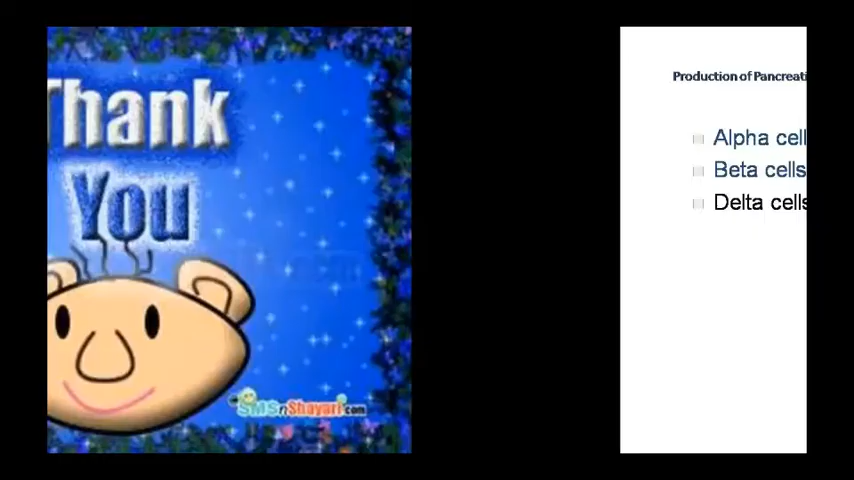 Thank
You
SMSnShayari.com
Production of Pancreati
Alpha cell
Beta cells
Delta cells